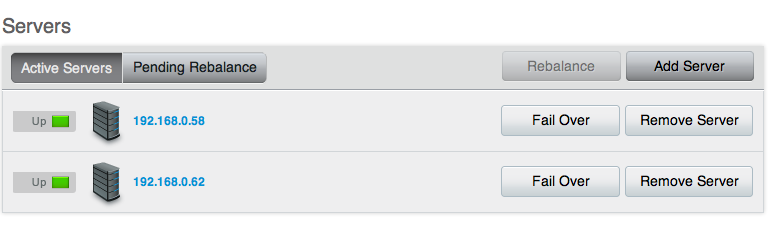 Servers
Active Servers Pending Rebalance Rebalance Add Server
Up 192.168.0.58 Fail Over Remove Server
Up 192.168.0.62 Fail Over Remove Server